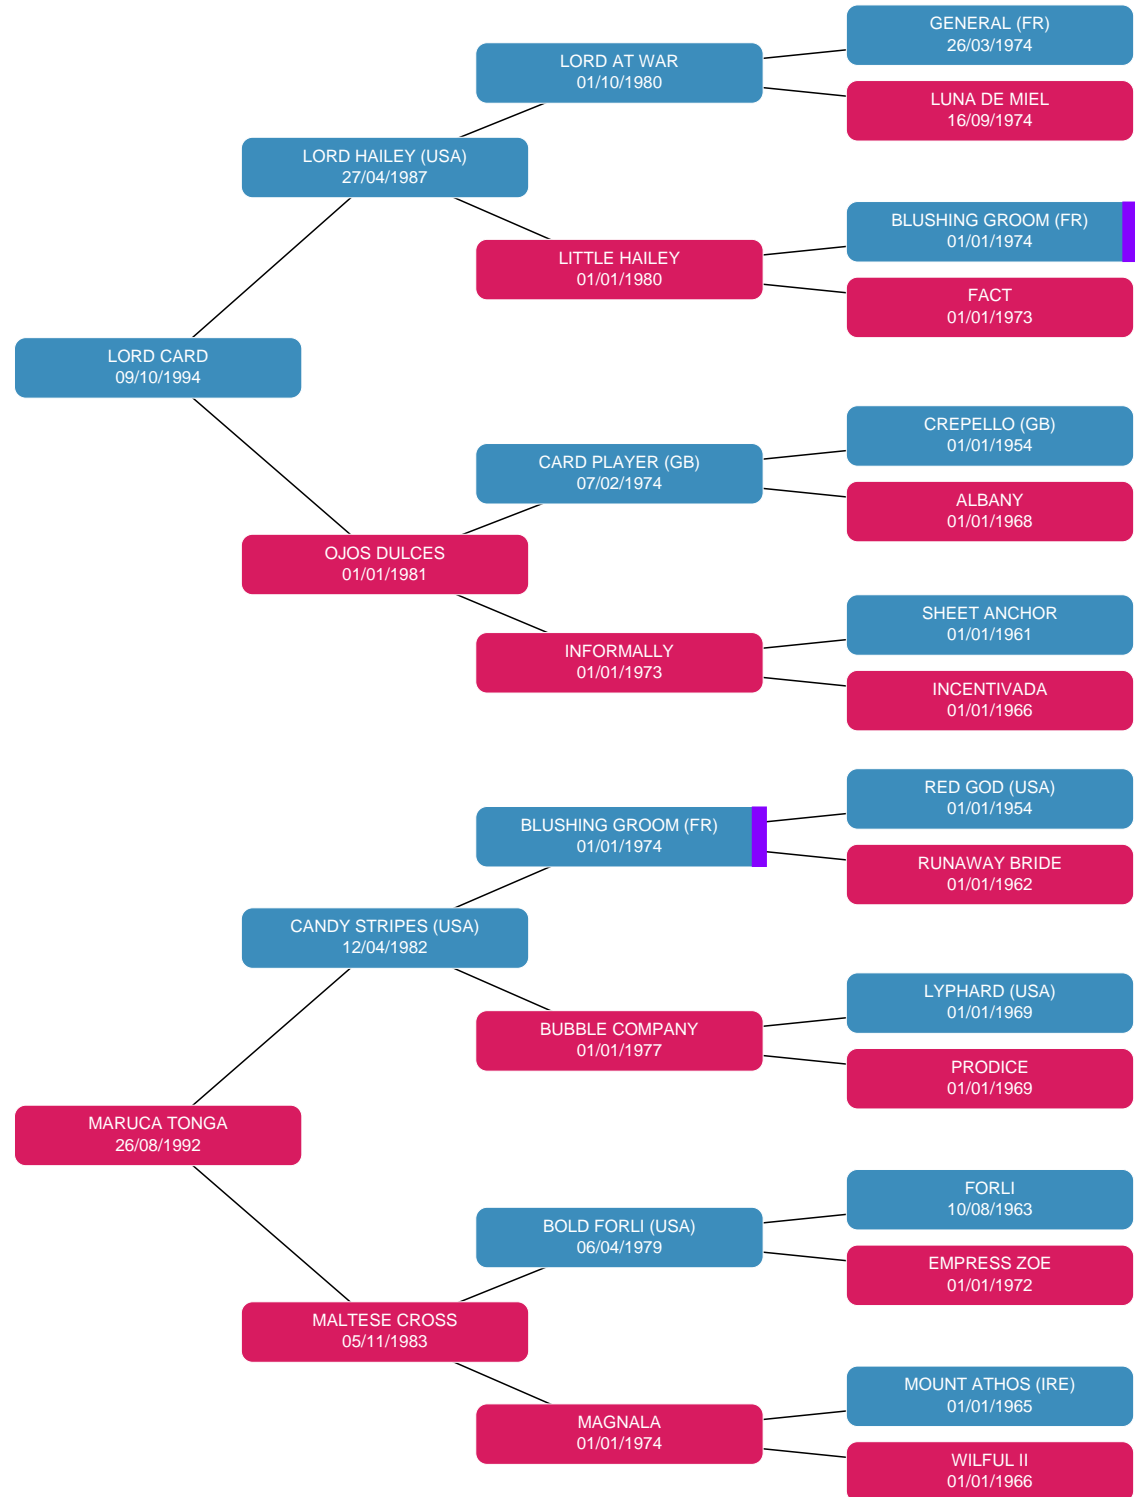 GENERAL (FR)
26/03/1974
LORD AT WAR
01/10/1980
LUNA DE MIEL
16/09/1974
LORD HAILEY (USA)
27/04/1987
BLUSHING GROOM (FR)
01/01/1974
LITTLE HAILEY
01/01/1980
FACT
01/01/1973
LORD CARD
09/10/1994
CREPELLO (GB)
01/01/1954
CARD PLAYER (GB)
07/02/1974
ALBANY
01/01/1968
OJOS DULCES
01/01/1981
SHEET ANCHOR
01/01/1961
INFORMALLY
01/01/1973
INCENTIVADA
01/01/1966
RED GOD (USA)
01/01/1954
BLUSHING GROOM (FR)
01/01/1974
RUNAWAY BRIDE
01/01/1962
CANDY STRIPES (USA)
12/04/1982
LYPHARD (USA)
01/01/1969
BUBBLE COMPANY
01/01/1977
PRODICE
01/01/1969
MARUCA TONGA
26/08/1992
FORLI
10/08/1963
BOLD FORLI (USA)
06/04/1979
EMPRESS ZOE
01/01/1972
MALTESE CROSS
05/11/1983
MOUNT ATHOS (IRE)
01/01/1965
MAGNALA
01/01/1974
WILFUL II
01/01/1966